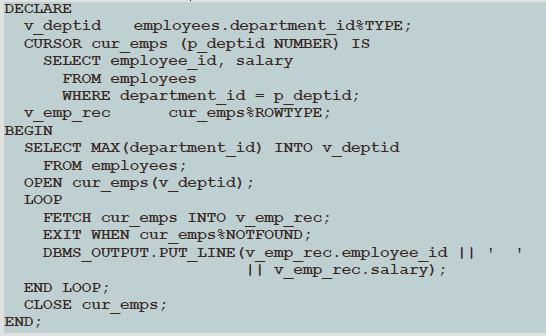 DECLARE
  v_deptid    employees.department_id%TYPE;
  CURSOR cur_emps (p_deptid NUMBER) IS
    SELECT employee_id, salary
      FROM employees
      WHERE department_id = p_deptid;
  v_emp_rec      cur_emps%ROWTYPE;
BEGIN
  SELECT MAX(department_id) INTO v_deptid
    FROM employees;
  OPEN cur_emps(v_deptid);
  LOOP
    FETCH cur_emps INTO v_emp_rec;
    EXIT WHEN cur_emps%NOTFOUND;
    DBMS_OUTPUT.PUT_LINE(v_emp_rec.employee_id || '  '
                         || v_emp_rec.salary);
  END LOOP;
  CLOSE cur_emps;
END;